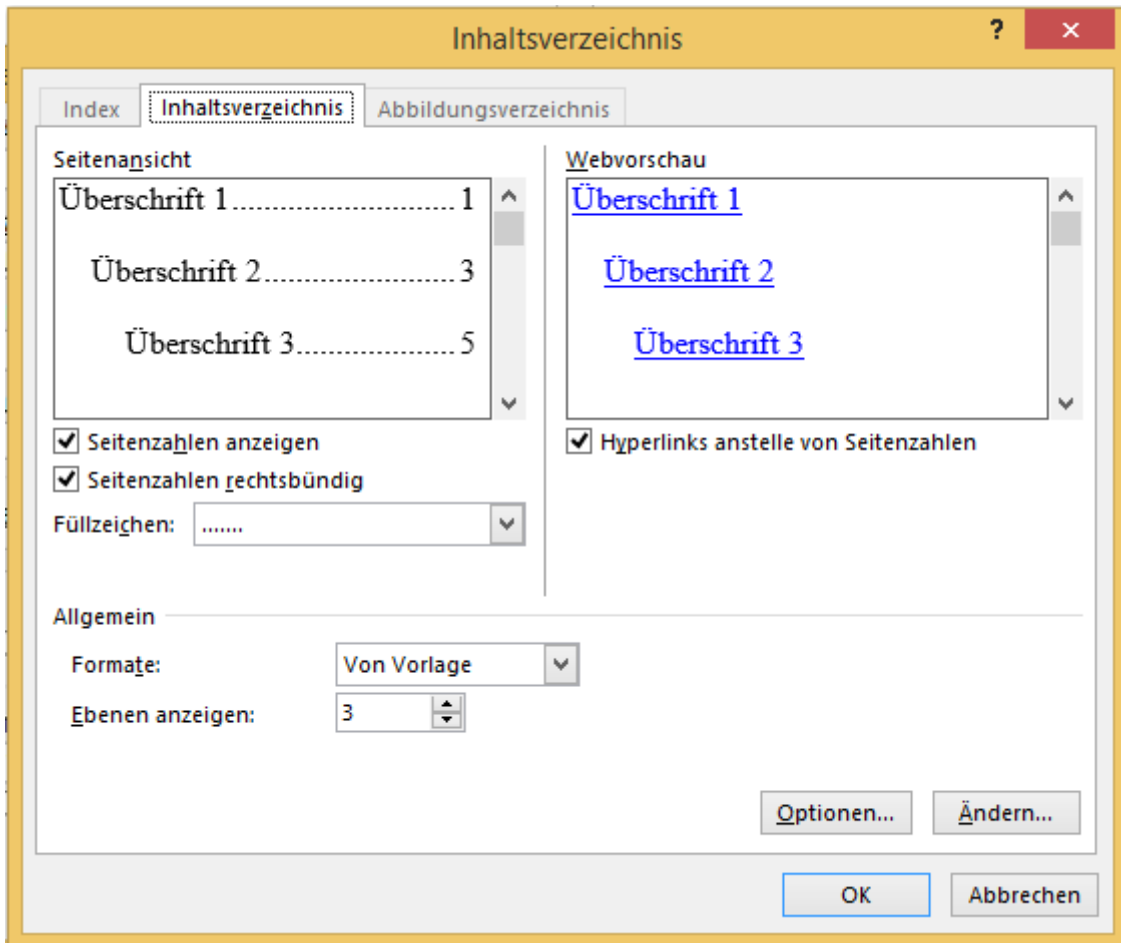 Inhaltsverzeichnis ? ×
Index Inhaltsverzeichnis Abbildungsverzeichnis
Seitenansicht
Überschrift 1............................. 1
Überschrift 2......................... 3
Überschrift 3.................... 5
Seitenzahlen anzeigen
Seitenzahlen rechtsbündig
Füllzeichen: .......
Webvorschau
Überschrift 1
Überschrift 2
Überschrift 3
Hyperlinks anstelle von Seitenzahlen
Allgemein
Formate: Von Vorlage
Ebenen anzeigen: 3
Optionen... Ändern...
OK Abbrechen